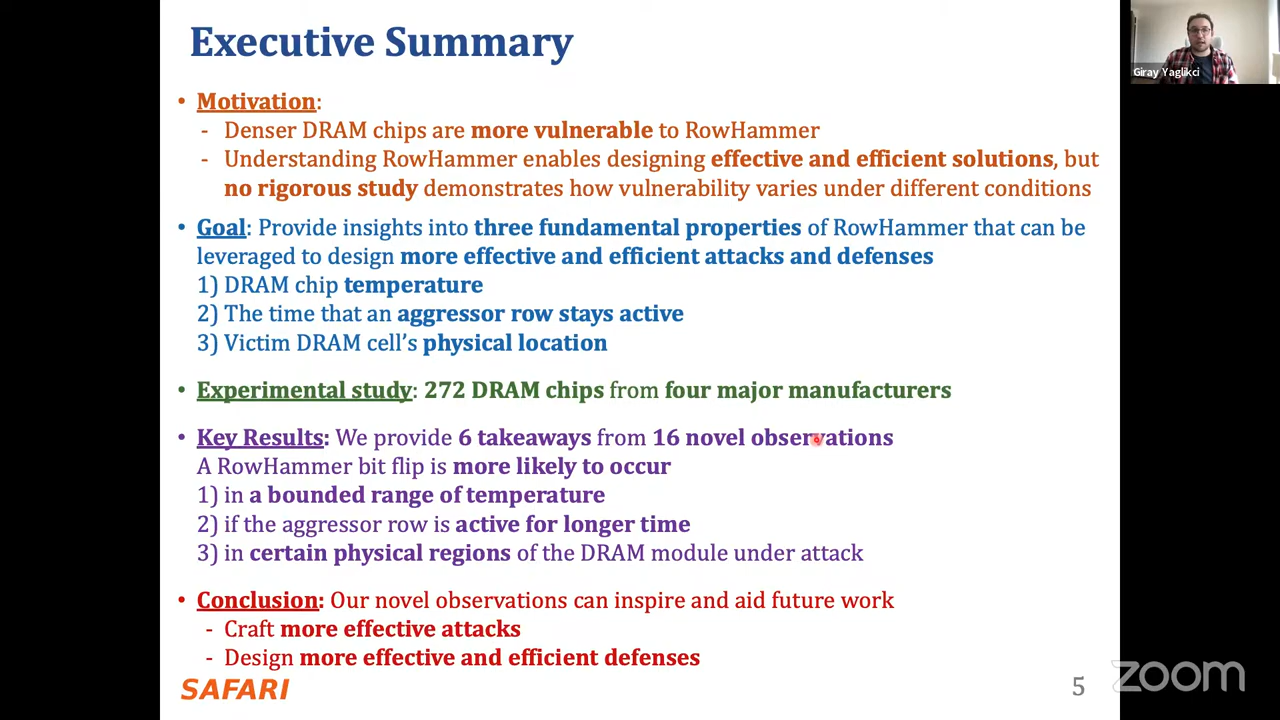 Executive Summary
Giray Yaglikci
• Motivation:
- Denser DRAM chips are more vulnerable to RowHammer
- Understanding RowHammer enables designing effective and efficient solutions, but
no rigorous study demonstrates how vulnerability varies under different conditions
• Goal: Provide insights into three fundamental properties of RowHammer that can be
leveraged to design more effective and efficient attacks and defenses
1) DRAM chip temperature
2) The time that an aggressor row stays active
3) Victim DRAM cell's physical location
• Experimental study: 272 DRAM chips from four major manufacturers
• Key Results: We provide 6 takeaways from 16 novel observations
A RowHammer bit flip is more likely to occur
1) in a bounded range of temperature
2) if the aggressor row is active for longer time
3) in certain physical regions of the DRAM module under attack
• Conclusion: Our novel observations can inspire and aid future work
- Craft more effective attacks
- Design more effective and efficient defenses
SAFARI
5
zoom